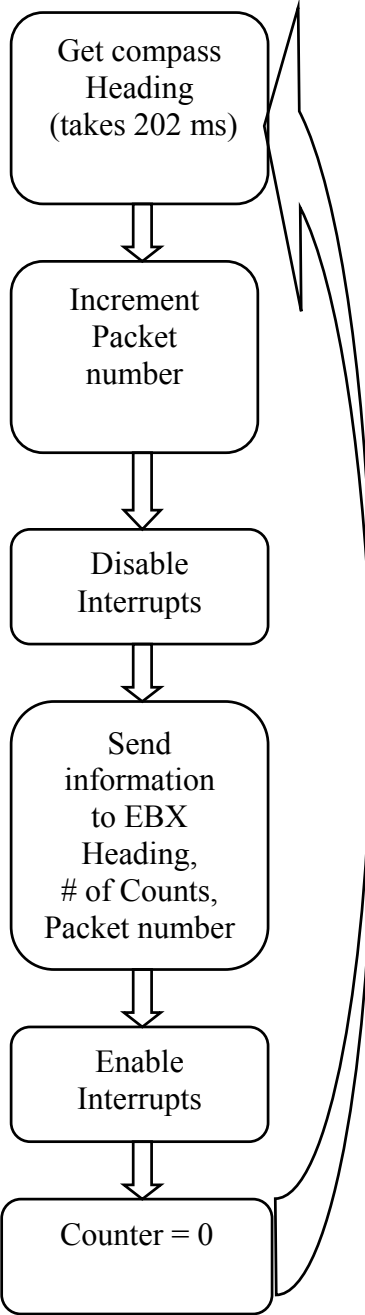 Get compass
Heading
(takes 202 ms)
Increment
Packet
number
Disable
Interrupts
Send
information
to EBX
Heading,
# of Counts,
Packet number
Enable
Interrupts
Counter = 0